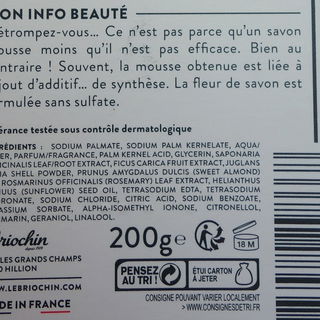 ON INFO BEAUTÉ
étrompez-vous... Ce n'est pas parce qu'un savon
ousse moins qu'il n'est pas efficace. Bien au
ntraire ! Souvent, la mousse obtenue est liée à
jout d'additif... de synthèse. La fleur de savon est
rmulée sans sulfate.
érance testée sous contrôle dermatologique
RÉDIENTS : SODIUM PALMATE, SODIUM PALM KERNELATE, AQU/
ER, PARFUM/FRAGRANCE, PALM KERNEL ACID, GLYCERIN, SAPONARIA
ICINALIS LEAF/ROOT EXTRACT, FICUS CARICA FRUIT EXTRACT, JUGLANS
IA SHELL POWDER, PRUNUS AMYGDALUS DULCIS (SWEET ALMOND)
ROSMARINUS OFFICINALIS (ROSEMARY) LEAF EXTRACT, HELIANTHUS
UUS (SUNFLOWER) SEED OIL, TETRASODIUM EDTA, TETRASODIUM
RONATE, SODIUM CHLORIDE, CITRIC ACID, SODIUM BENZOATE,
ASSIUM SORBATE, ALPHA-ISOMETHYL IONONE, CITRONELLOL,
MARIN, GERANIOL, LINALOOL.
briochin
200g e
18 M
LES GRANDS CHAMPS
0 HILLION
.LEBRIOCHIN.COM
DE IN FRANCE
PENSEZ
AU TRI !
ÉTUI CARTON
À JETER
CONSIGNE POUVANT VARIER LOCALEMENT
> WWW.CONSIGNESDETRI.FR